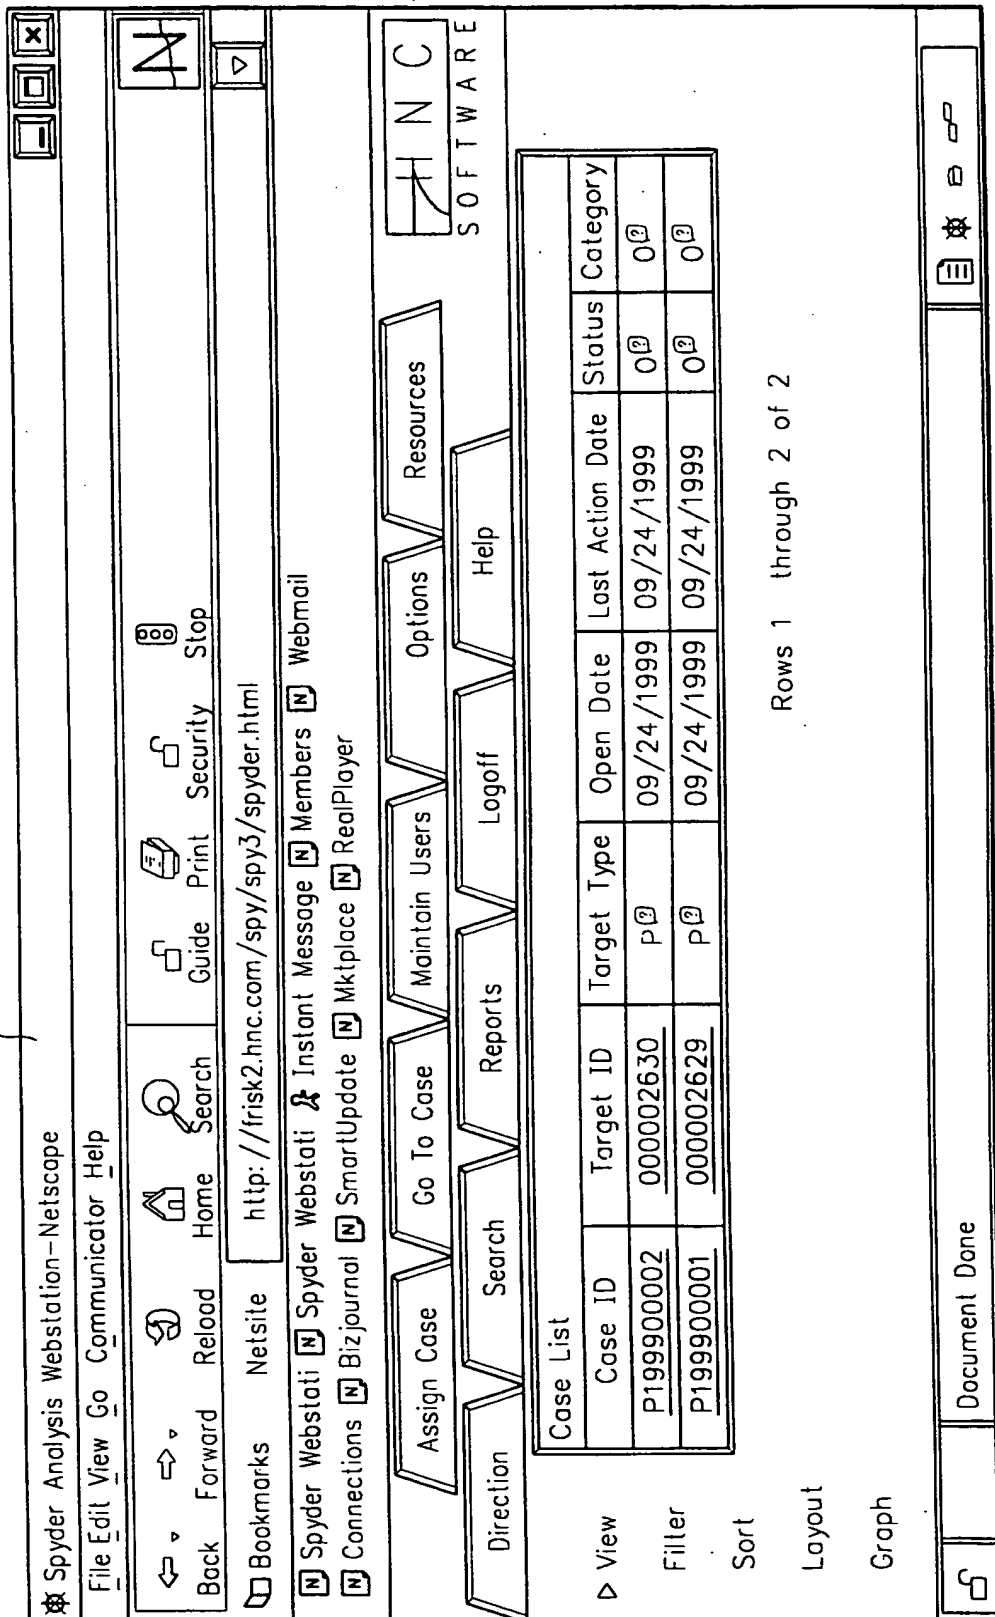 Spyder Analysis Webstation-Netscape
File Edit View Go Communicator Help
Back Forward Reload Home Search Guide Print Security Stop
N
Bookmarks Netsite http://frisk2.hnc.com/spy/spy3/spyder.html
N Spyder Webstati N Spyder Webstati Instant Message N Members N Webmail
N Connections N Bizjournal N SmartUpdate N Mktplace N RealPlayer
Assign Case Go To Case Maintain Users Options Resources
HNC
SOFTWARE
Direction Search Reports Logoff Help
Case List
Case ID Target ID Target Type Open Date Last Action Date Status Category
P199900002 000002630 P? 09/24/1999 09/24/1999 0? 0?
P199900001 000002629 P? 09/24/1999 09/24/1999 0? 0?
View
Filter
Sort
Layout
Graph
Rows 1 through 2 of 2
Document Done